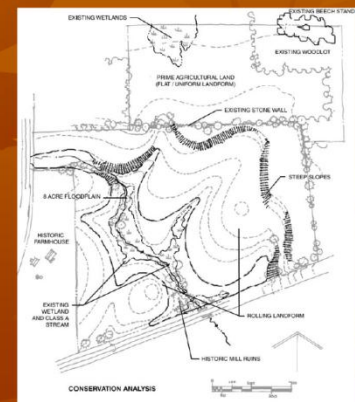 EXISTING WETLANDS
EXISTING BEECH STAND
EXISTING WOODLOT
PRIME AGRICULTURAL LAND
(FLAT / UNIFORM LANDFORM)
EXISTING STONE WALL
STEEP SLOPES
8 ACRE FLOODPLAIN
HISTORIC
FARMHOUSE
EXISTING
WETLAND
AND CLASS A
STREAM
ROLLING LANDFORM
HISTORIC MILL RUINS
CONSERVATION ANALYSIS